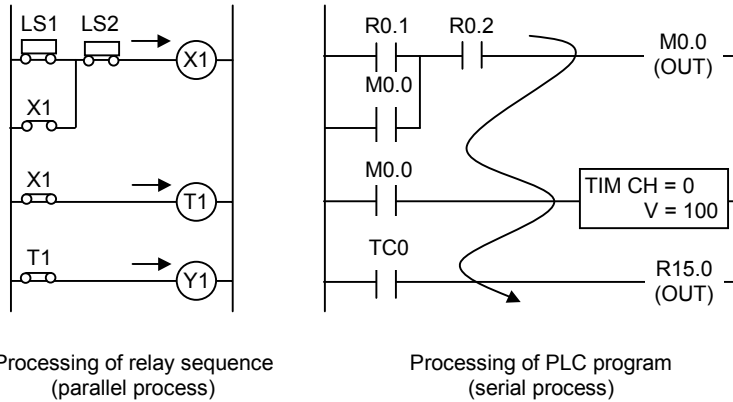 LS1 LS2
X1
X1
X1
T1
T1
Y1
Processing of relay sequence
(parallel process)
R0.1 R0.2
M0.0
(OUT)
M0.0
M0.0
TIM CH = 0
V = 100
TC0
R15.0
(OUT)
Processing of PLC program
(serial process)